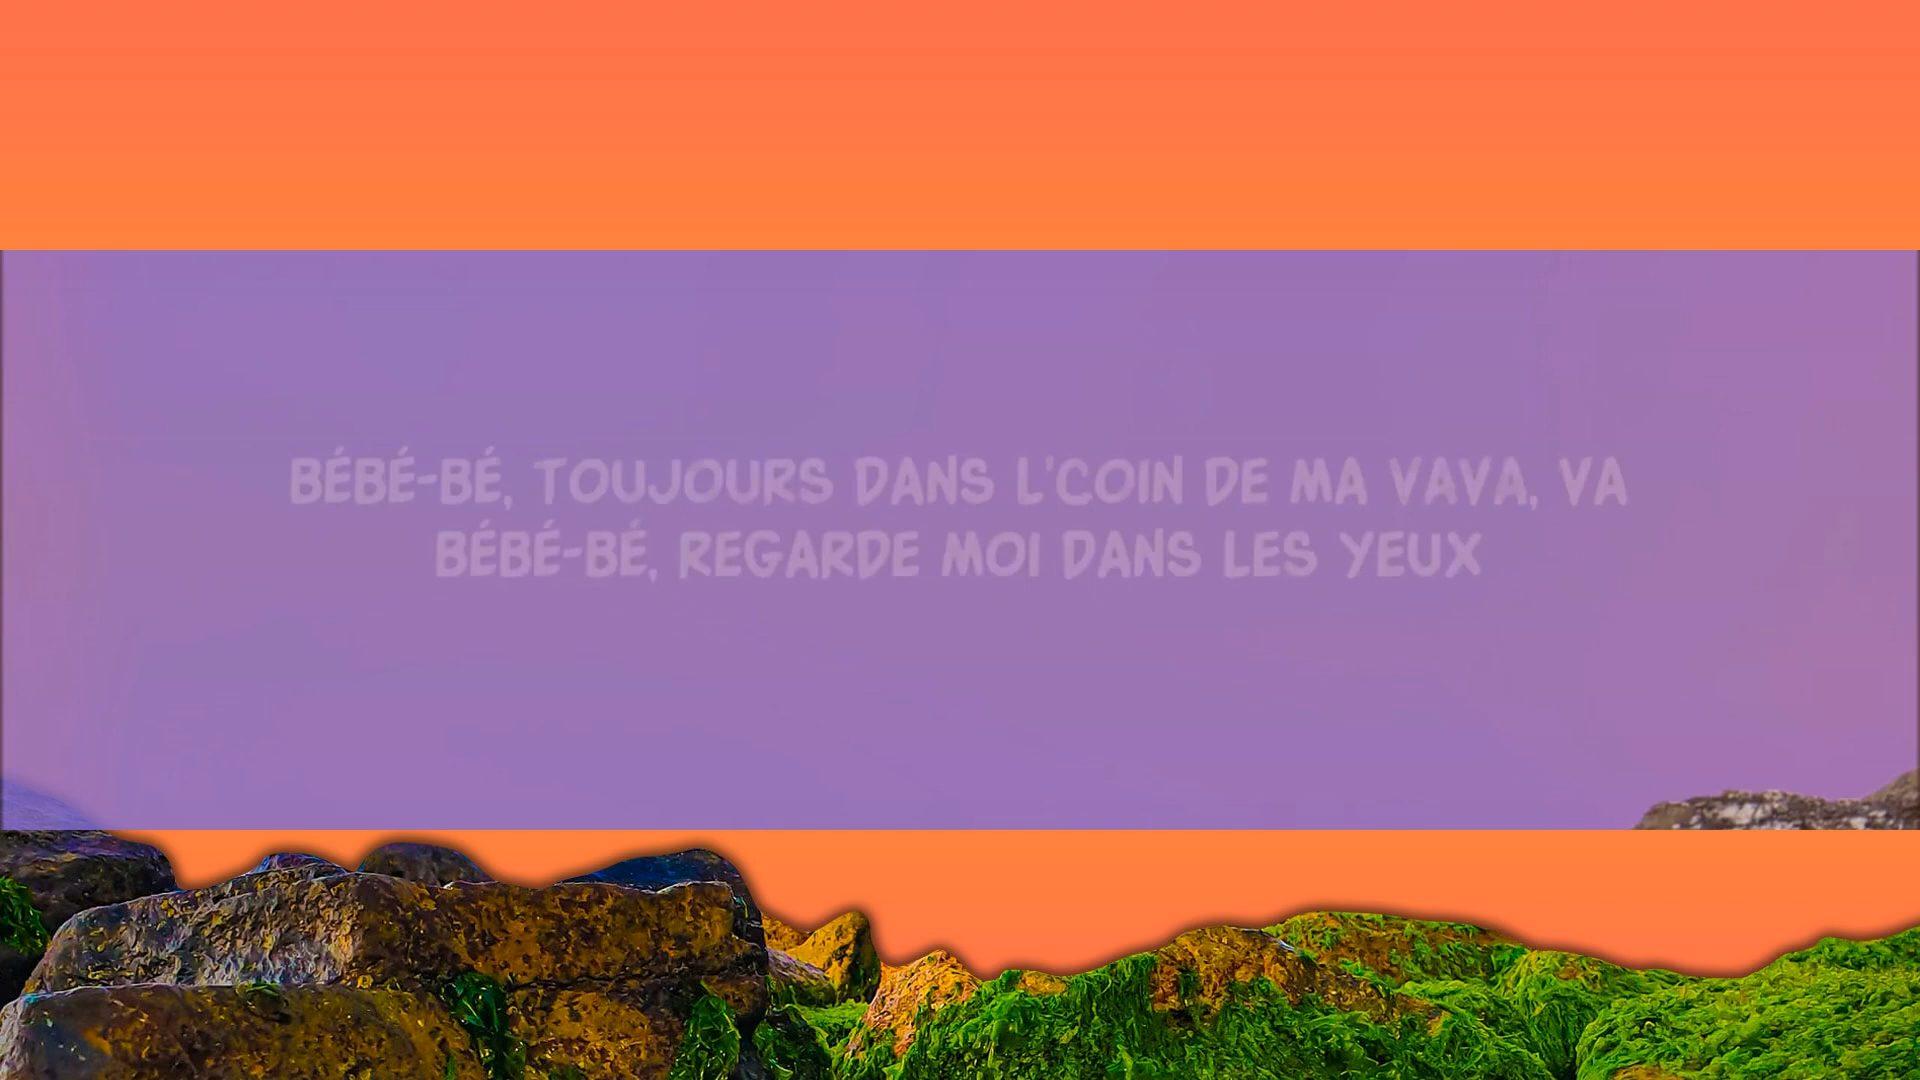 BÉBÉ-BÉ, TOUJOURS DANS L'COIN DE MA VAVA, VA
BÉBÉ-BÉ, REGARDE MOI DANS LES YEUX